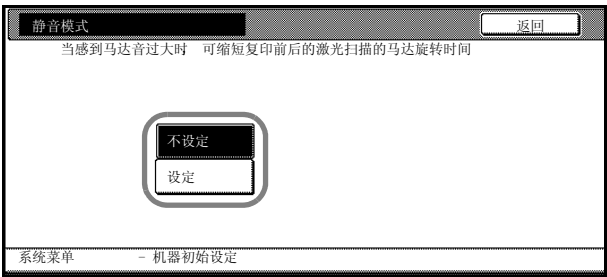 静音模式 返回
当感到马达音过大时 可缩短复印前后的激光扫描的马达旋转时间
不设定
设定
系统菜单 - 机器初始设定